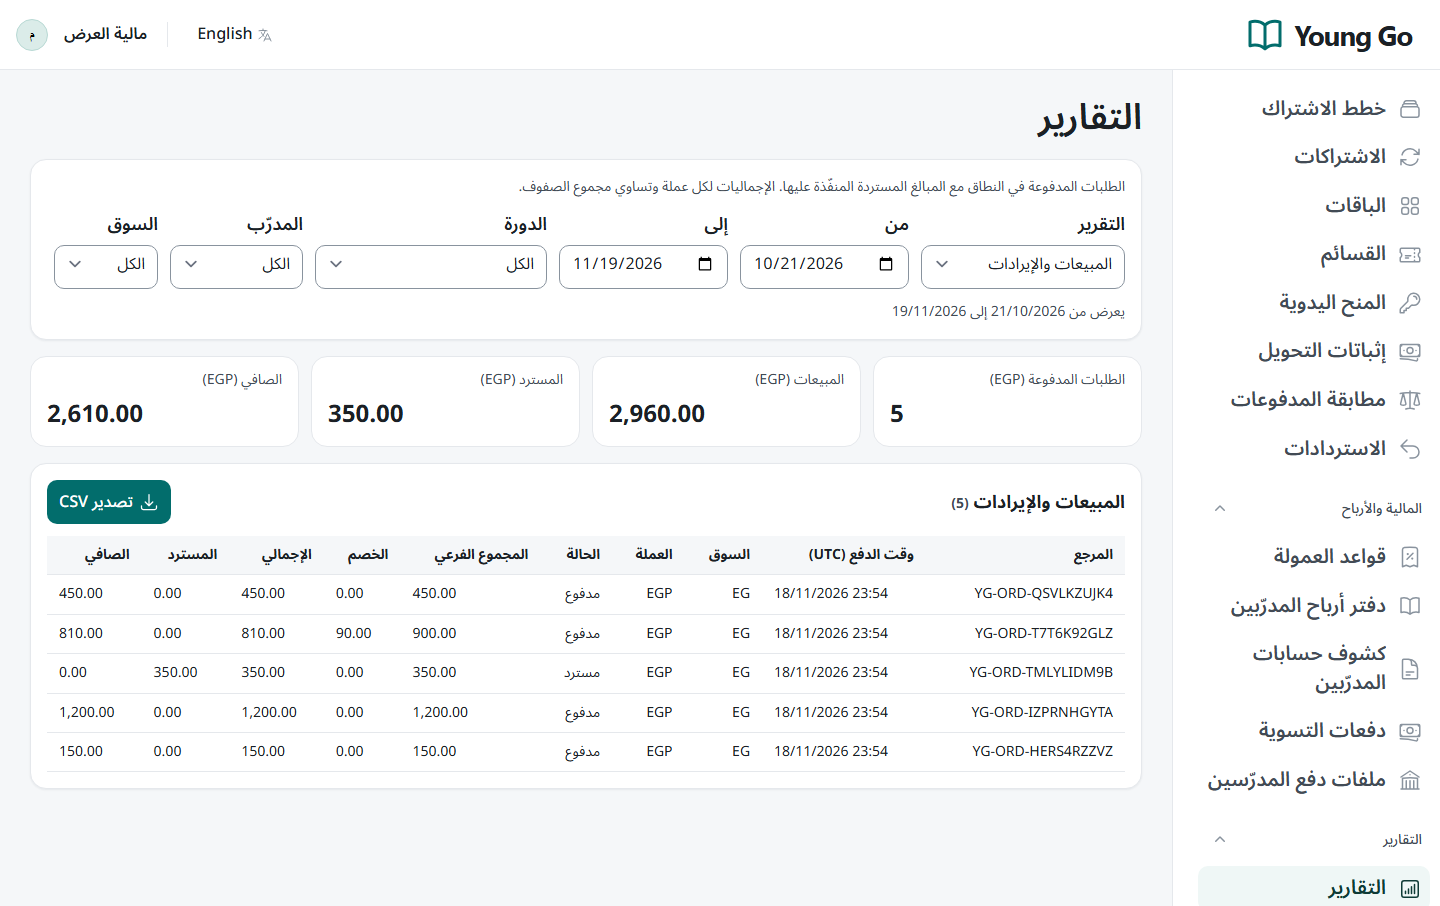 Young Go
English
مالية العرض
م
خطط الاشتراك
الاشتراكات
الباقات
القسائم
المنح اليدوية
إثباتات التحويل
مطابقة المدفوعات
الاستردادات
المالية والأرباح
قواعد العمولة
دفتر أرباح المدرّبين
كشوف حسابات
المدرّبين
دفعات التسوية
ملفات دفع المدرّسين
التقارير
التقارير
التقارير
الطلبات المدفوعة في النطاق مع المبالغ المستردة المنفّذة عليها. الإجماليات لكل عملة وتساوي مجموع الصفوف.
التقرير من إلى الدورة المدرّب السوق
المبيعات والإيرادات 10/21/2026 11/19/2026 الكل الكل الكل
يعرض من 21/10/2026 إلى 19/11/2026
الطلبات المدفوعة (EGP) المبيعات (EGP) المسترد (EGP) الصافي (EGP)
5 2,960.00 350.00 2,610.00
المبيعات والإيرادات (5)
تصدير CSV
المرجع وقت الدفع (UTC) السوق العملة الحالة المجموع الفرعي الخصم الإجمالي المسترد الصافي
YG-ORD-QSVLKZUJK4 18/11/2026 23:54 EG EGP مدفوع 450.00 0.00 450.00 0.00 450.00
YG-ORD-T7T6K92GLZ 18/11/2026 23:54 EG EGP مدفوع 900.00 90.00 810.00 0.00 810.00
YG-ORD-TMLYLIDM9B 18/11/2026 23:54 EG EGP مسترد 350.00 0.00 350.00 350.00 0.00
YG-ORD-IZPRNHGYTA 18/11/2026 23:54 EG EGP مدفوع 1,200.00 0.00 1,200.00 0.00 1,200.00
YG-ORD-HERS4RZZVZ 18/11/2026 23:54 EG EGP مدفوع 150.00 0.00 150.00 0.00 150.00